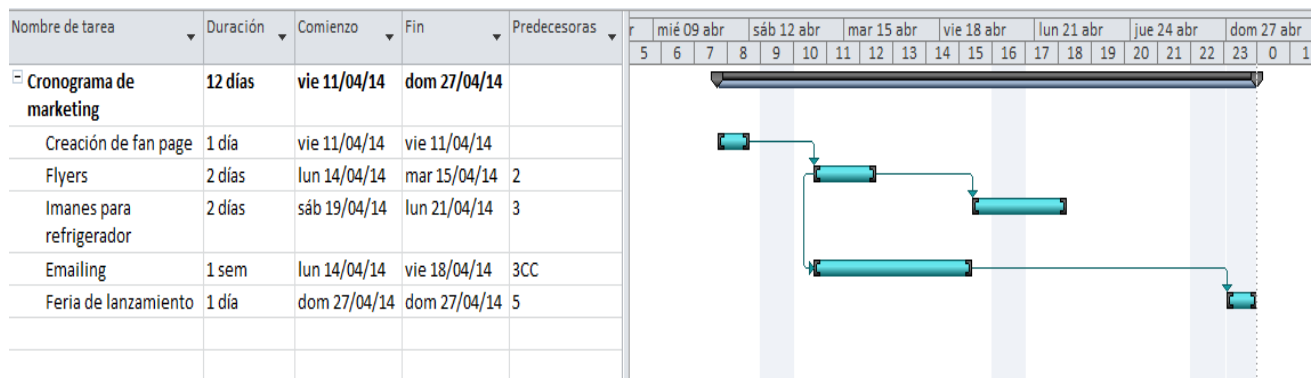 Nombre de tarea Duración Comienzo Fin Predecesoras
r mié 09 abr sáb 12 abr mar 15 abr vie 18 abr lun 21 abr jue 24 abr dom 27 abr
5 6 7 8 9 10 11 12 13 14 15 16 17 18 19 20 21 22 23 0 1
Cronograma de marketing 12 días vie 11/04/14 dom 27/04/14
Creación de fan page 1 día vie 11/04/14 vie 11/04/14
Flyers 2 días lun 14/04/14 mar 15/04/14 2
Imanes para refrigerador 2 días sáb 19/04/14 lun 21/04/14 3
Emailing 1 sem lun 14/04/14 vie 18/04/14 3CC
Feria de lanzamiento 1 día dom 27/04/14 dom 27/04/14 5